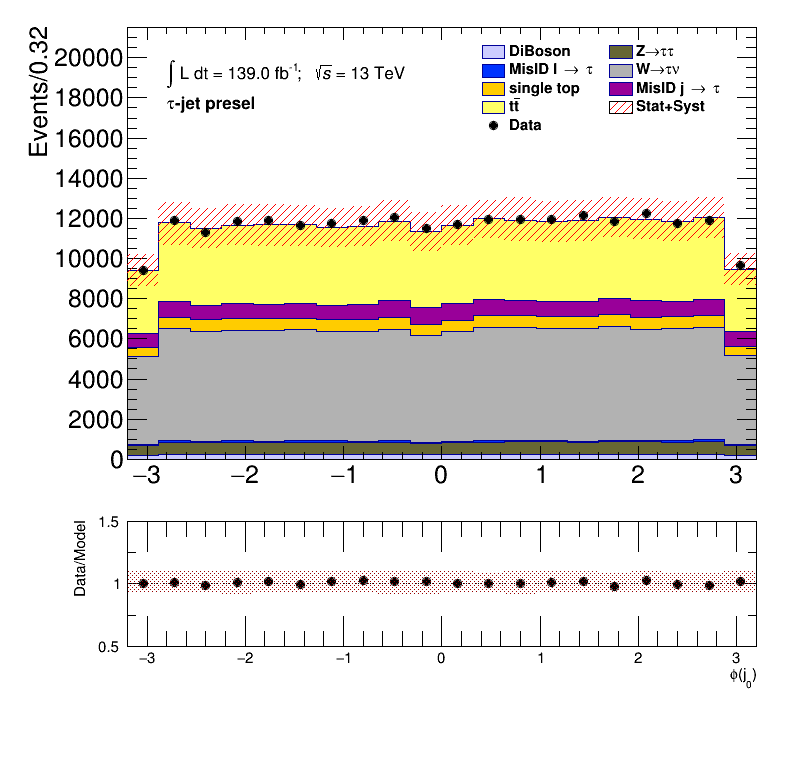 Events/0.32
20000
18000
16000
14000
12000
10000
8000
6000
4000
2000
0
∫ L dt = 139.0 fb⁻¹; √s = 13 TeV
τ-jet presel
DiBoson
MisID l → τ
single top
tt̄
Data
Z→ττ
W→τν
MisID j → τ
Stat+Syst
−3 −2 −1 0 1 2 3
Data/Model
1.5
1
0.5
−3 −2 −1 0 1 2 3
ϕ(j₀)